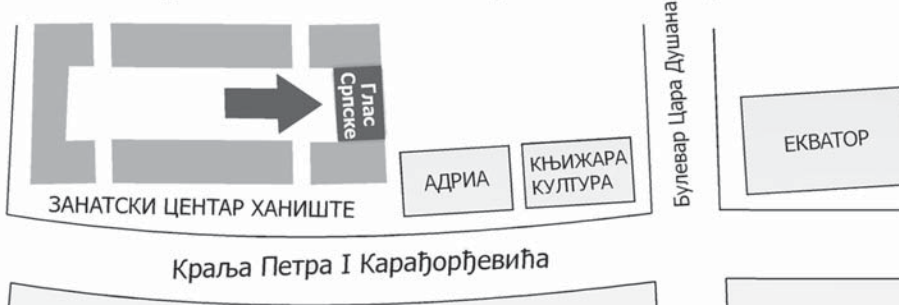 Глас
Српске
Булевар Цара Душана
ЕКВАТОР
АДРИА
КЊИЖАРА
КУЛТУРА
ЗАНАТСКИ ЦЕНТАР ХАНИШТЕ
Краља Петра I Карађорђевића